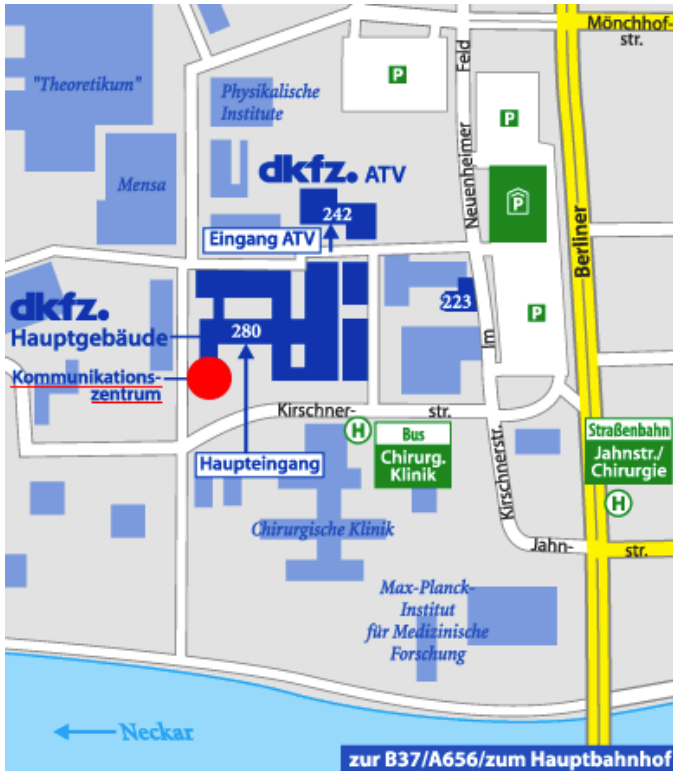 Mönchhof-
str.
"Theoretikum"
Physikalische
Institute
P
P
Feld
Neuenheimer
Im
Mensa
dkfz. ATV
242
P
Eingang ATV
Berliner
dkfz.
Hauptgebäude
280
223
P
Kommunikations-
zentrum
Kirschner-
str.
H
Bus
Chirurg.
Klinik
Straßenbahn
Jahnstr./
Chirurgie
H
Haupteingang
Kirschnerstr.
Chirurgische Klinik
Jahn-
str.
Max-Planck-
Institut
für Medizinische
Forschung
Neckar
zur B37/A656/zum Hauptbahnhof